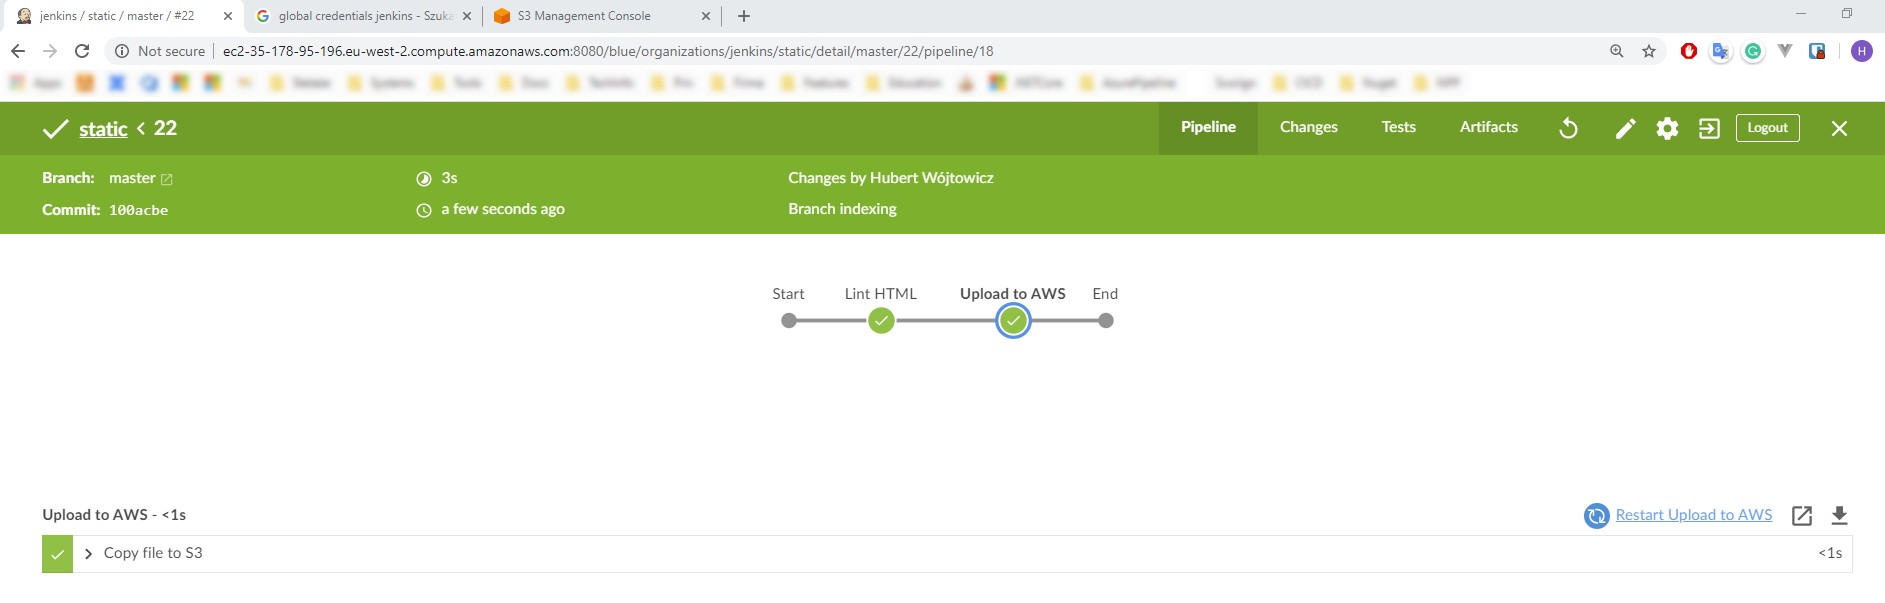 jenkins / static / master / #22
global credentials jenkins - Szuka
S3 Management Console
Not secure
ec2-35-178-95-196.eu-west-2.compute.amazonaws.com:8080/blue/organizations/jenkins/static/detail/master/22/pipeline/18
H
static < 22
Pipeline
Changes
Tests
Artifacts
Logout
Branch: master
3s
Changes by Hubert Wójtowicz
Commit: 100acbe
a few seconds ago
Branch indexing
Start
Lint HTML
Upload to AWS
End
Upload to AWS - <1s
Restart Upload to AWS
Copy file to S3
<1s